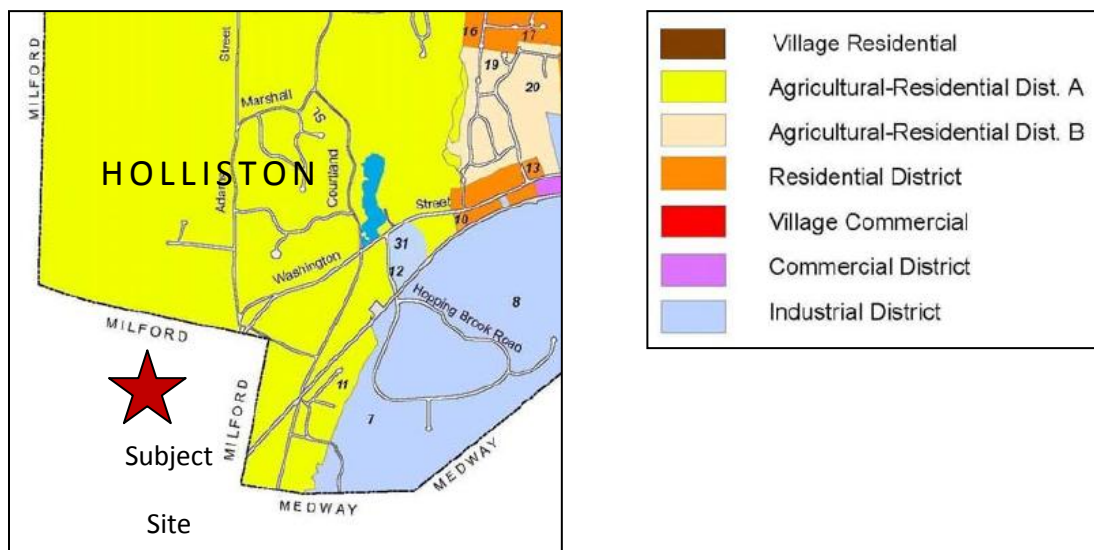 MILFORD
Street
16
17
19
20
Marshall
St.
HOLLISTON
Adams
Courtland
Street
13
10
31
Washington
12
Hopping Brook Road
8
MILFORD
MILFORD
11
7
MEDWAY
MEDWAY
Subject
Site
Village Residential
Agricultural-Residential Dist. A
Agricultural-Residential Dist. B
Residential District
Village Commercial
Commercial District
Industrial District